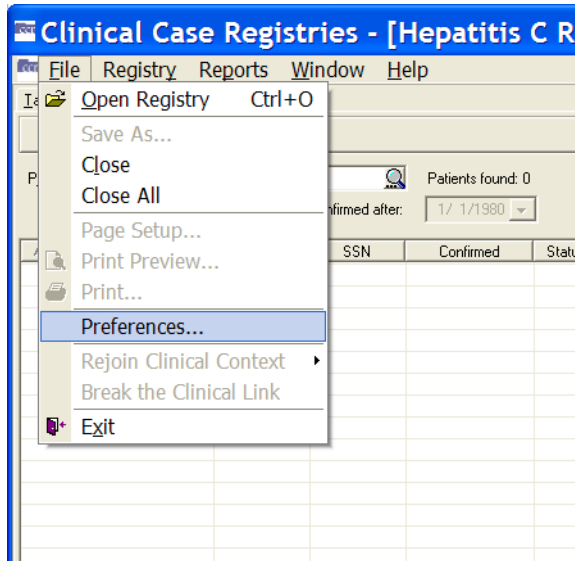 Clinical Case Registries - [Hepatitis C R
File Registry Reports Window Help
Ta
Open Registry Ctrl+O
Save As...
Close
P Patients found: 0
Close All
nfirmed after: 1/ 1/1980
Page Setup...
A SSN Confirmed Statu
Print Preview...
Print...
Preferences...
Rejoin Clinical Context
Break the Clinical Link
Exit